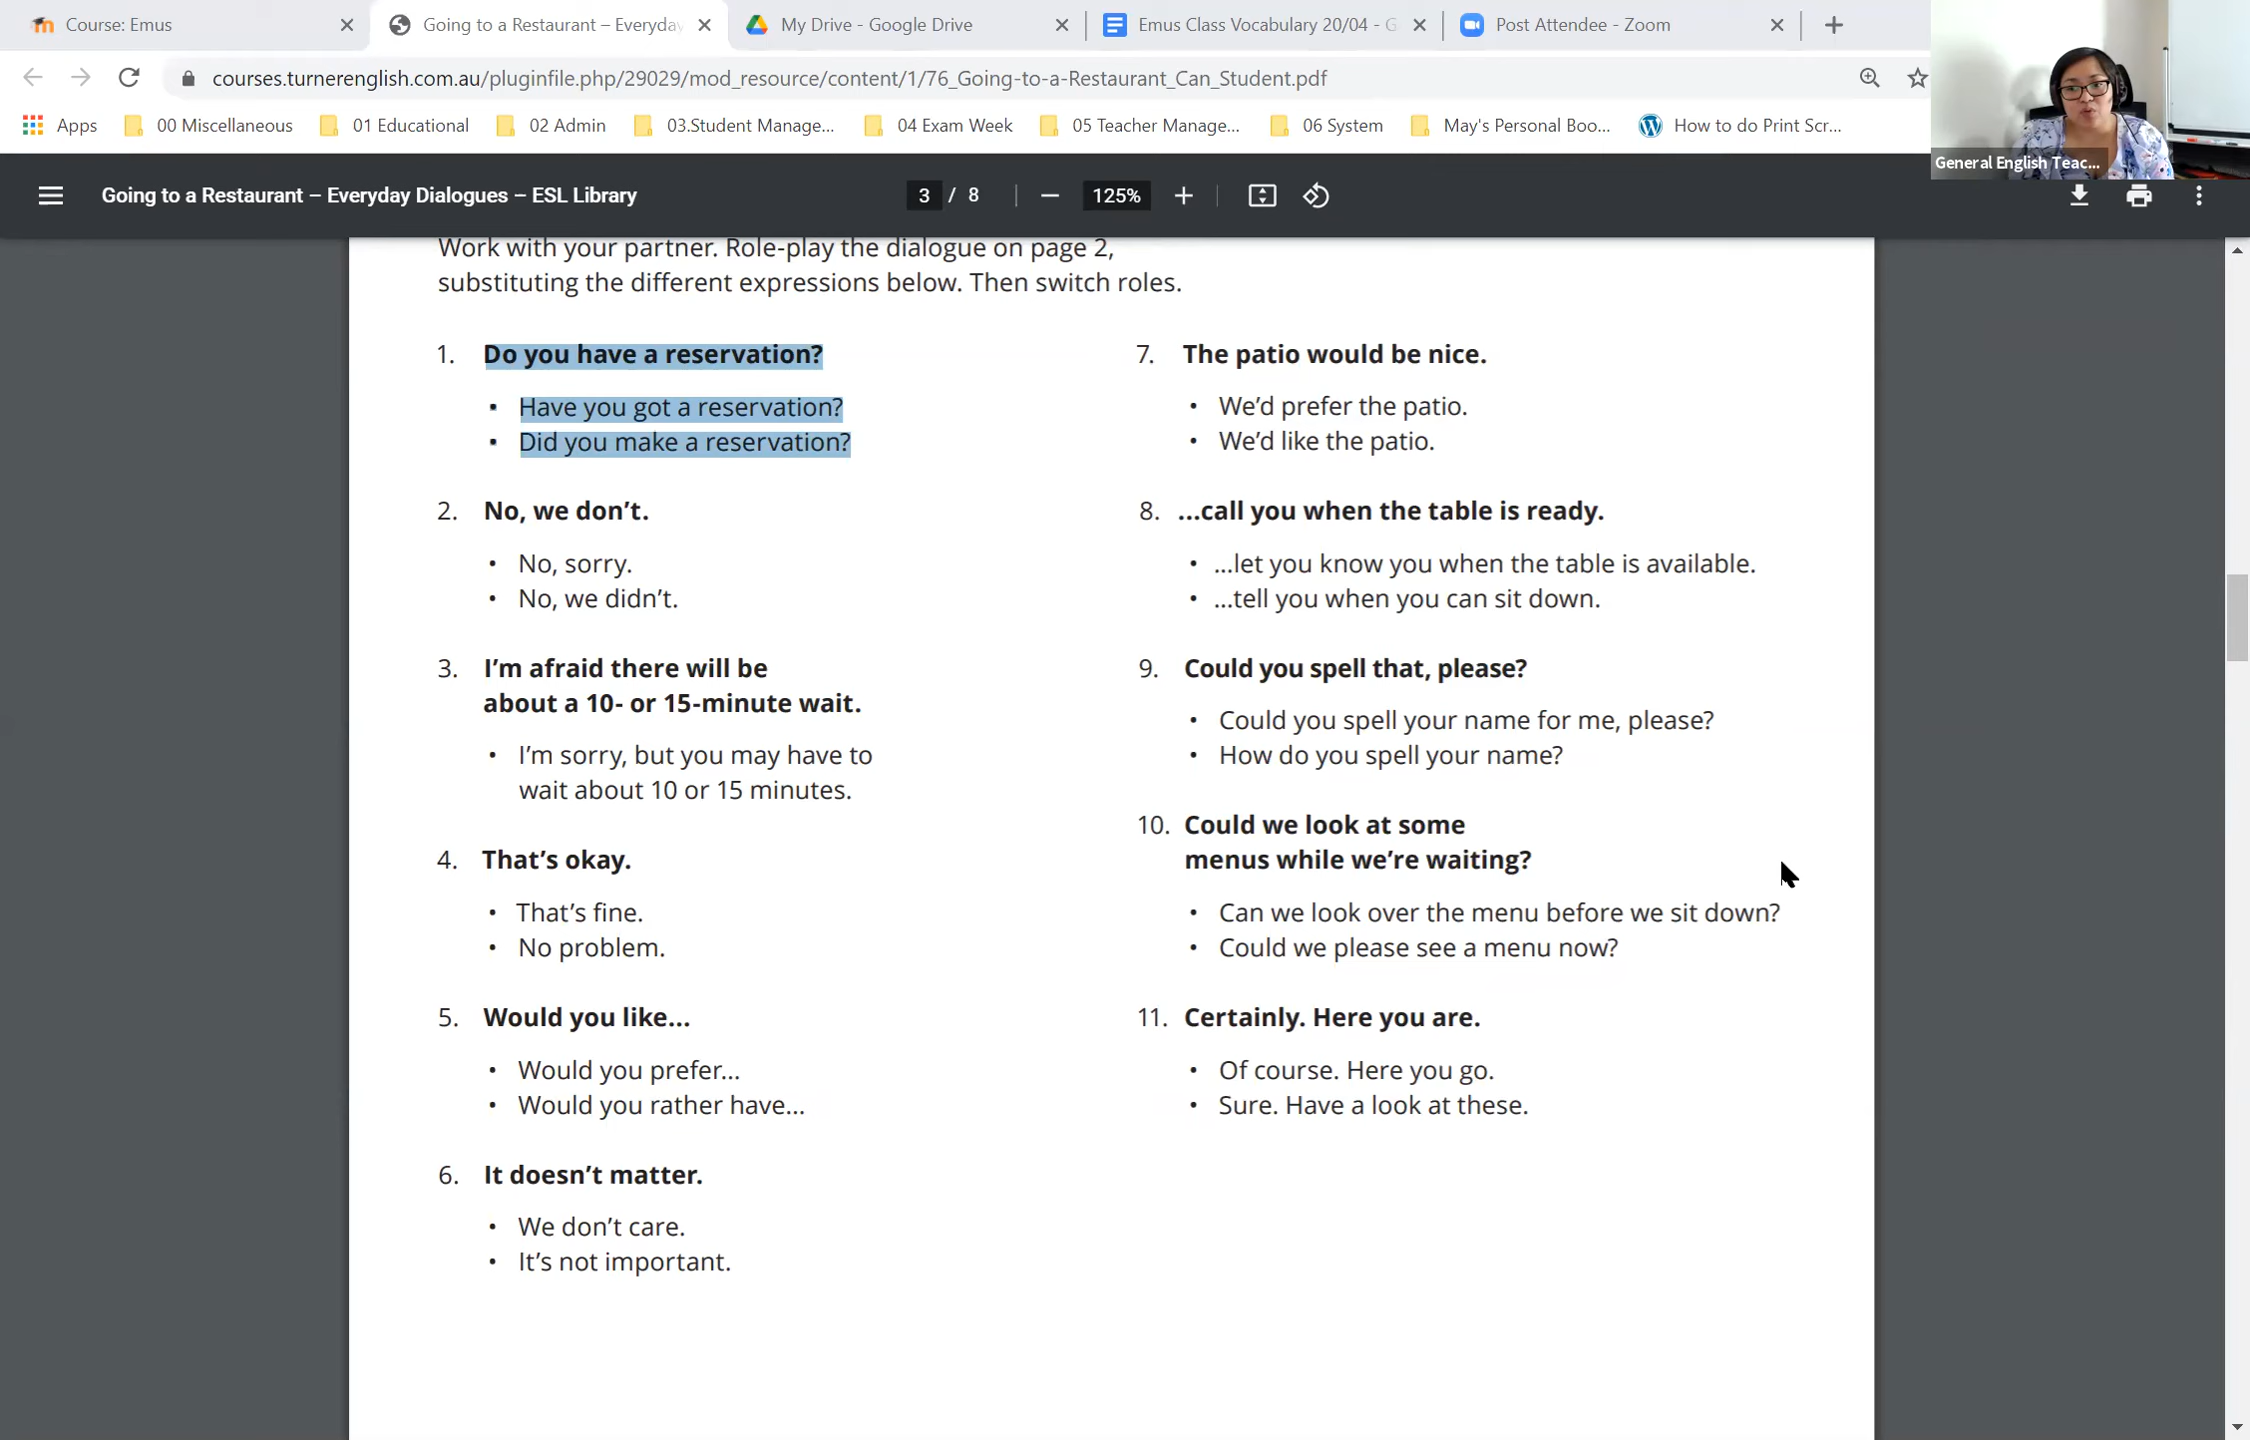 Course: Emus
Going to a Restaurant – Everyday
My Drive - Google Drive
Emus Class Vocabulary 20/04 - G
Post Attendee - Zoom
courses.turnerenglish.com.au/pluginfile.php/29029/mod_resource/content/1/76_Going-to-a-Restaurant_Can_Student.pdf
Apps
00 Miscellaneous
01 Educational
02 Admin
03.Student Manage...
04 Exam Week
05 Teacher Manage...
06 System
May's Personal Boo...
How to do Print Scr...
General English Teac...
Going to a Restaurant – Everyday Dialogues – ESL Library
3 / 8
125%
Work with your partner. Role-play the dialogue on page 2,
substituting the different expressions below. Then switch roles.
1. Do you have a reservation?
• Have you got a reservation?
• Did you make a reservation?
2. No, we don’t.
• No, sorry.
• No, we didn’t.
3. I’m afraid there will be
about a 10- or 15-minute wait.
• I’m sorry, but you may have to
wait about 10 or 15 minutes.
4. That’s okay.
• That’s fine.
• No problem.
5. Would you like...
• Would you prefer...
• Would you rather have...
6. It doesn’t matter.
• We don’t care.
• It’s not important.
7. The patio would be nice.
• We’d prefer the patio.
• We’d like the patio.
8. ...call you when the table is ready.
• ...let you know you when the table is available.
• ...tell you when you can sit down.
9. Could you spell that, please?
• Could you spell your name for me, please?
• How do you spell your name?
10. Could we look at some
menus while we’re waiting?
• Can we look over the menu before we sit down?
• Could we please see a menu now?
11. Certainly. Here you are.
• Of course. Here you go.
• Sure. Have a look at these.